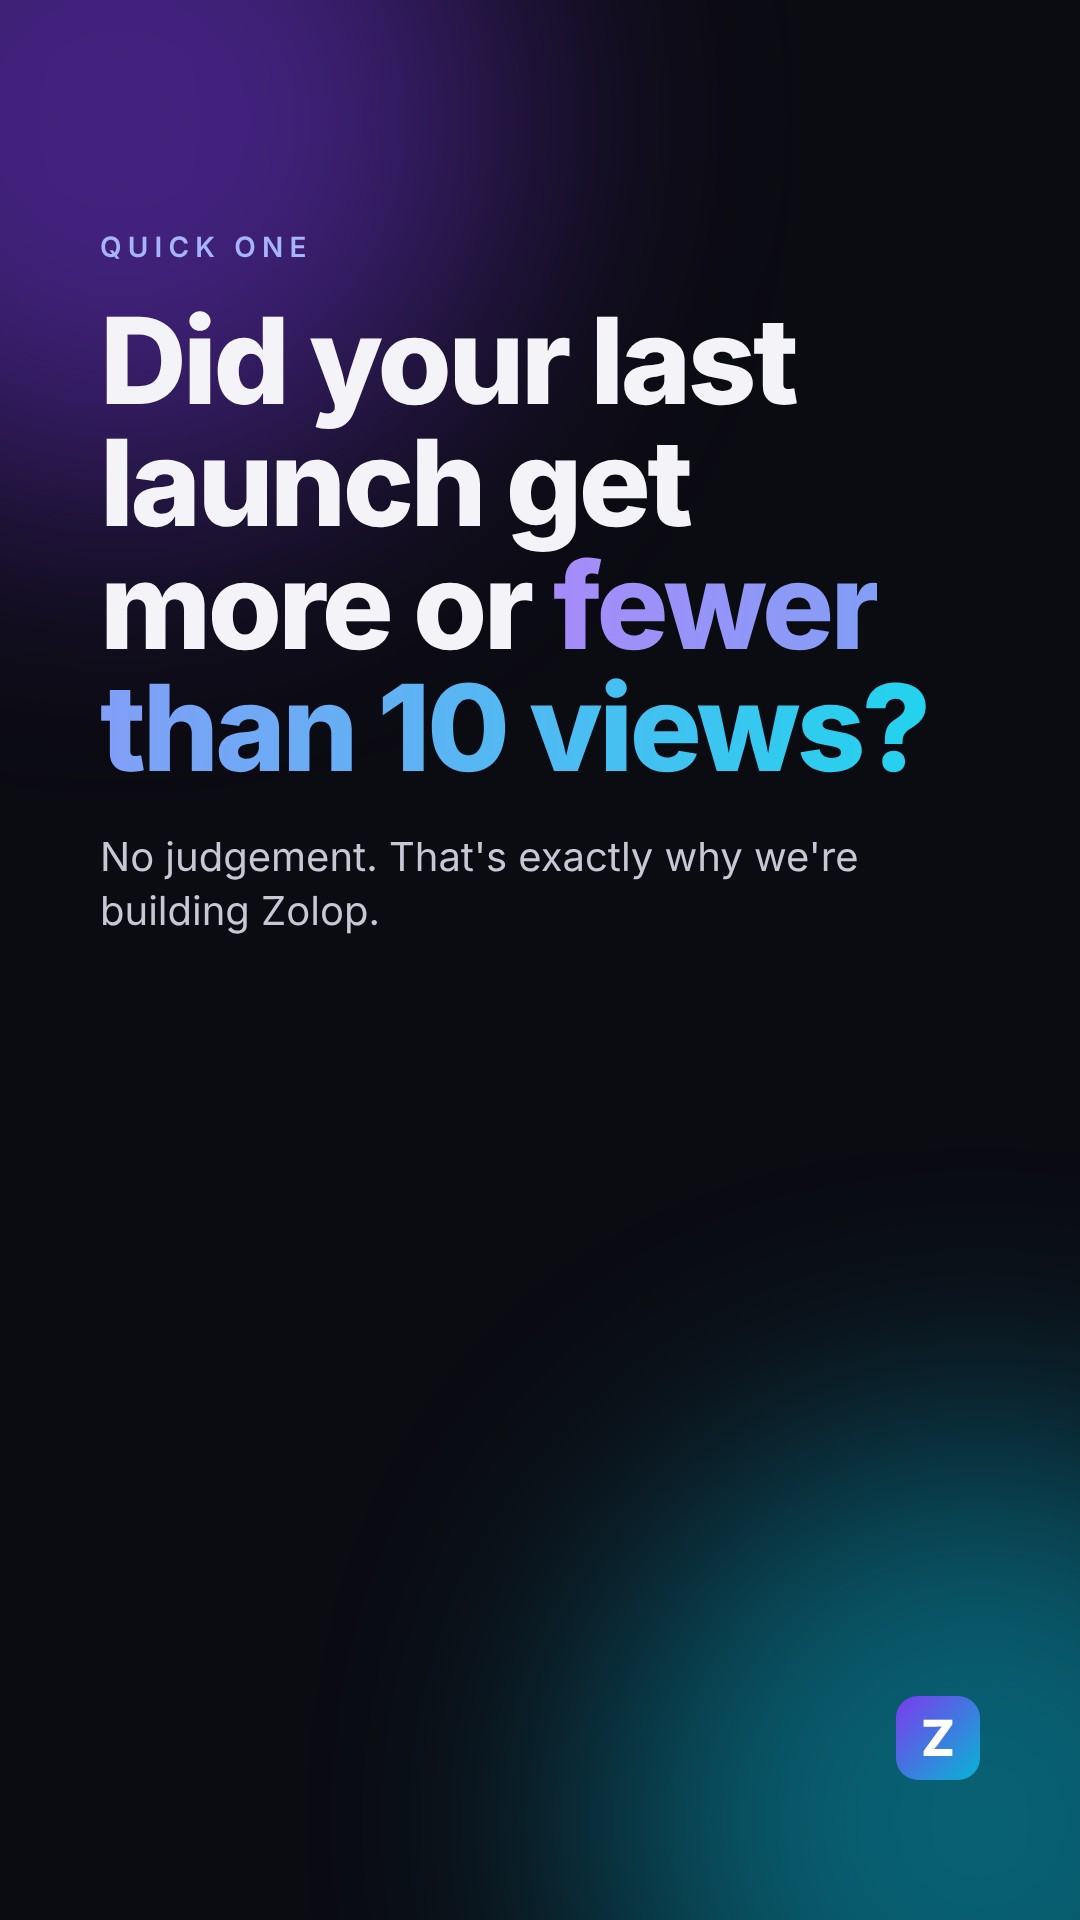 QUICK ONE
Did your last
launch get
more or fewer
than 10 views?
No judgement. That's exactly why we're
building Zolop.
Z